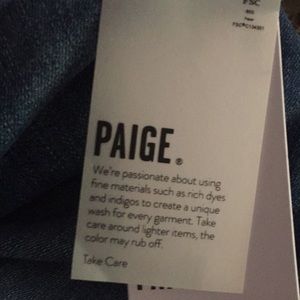 FSC
PAIGE®
We're passionate about using
fine materials such as rich dyes
and indigos to create a unique
wash for every garment. Take
care around lighter items, the
color may rub off.
Take Care